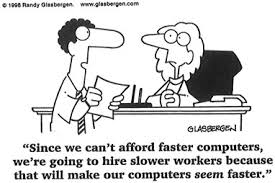 © 1998 Randy Glasbergen. www.glasbergen.com
GLASBERGEN
"Since we can't afford faster computers,
we're going to hire slower workers because
that will make our computers seem faster."